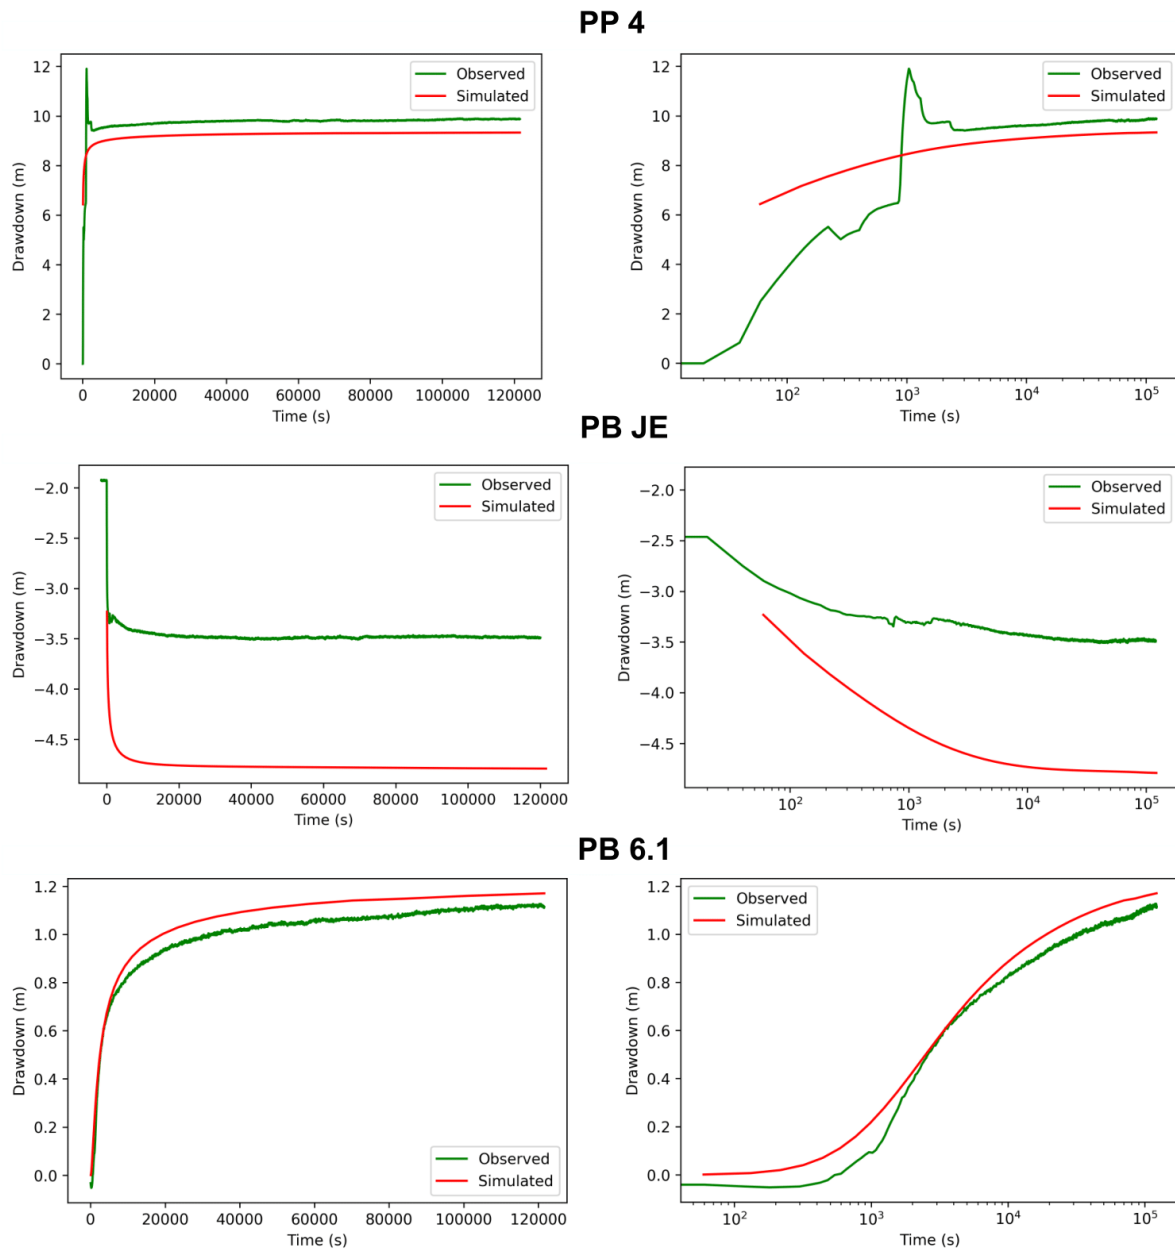 PP 4
12
10
8
6
4
2
0
Drawdown (m)
Observed
Simulated
0 20000 40000 60000 80000 100000 120000
Time (s)
12
10
8
6
4
2
0
Drawdown (m)
Observed
Simulated
10² 10³ 10⁴ 10⁵
Time (s)
PB JE
−2.0
−2.5
−3.0
−3.5
−4.0
−4.5
Drawdown (m)
Observed
Simulated
0 20000 40000 60000 80000 100000 120000
Time (s)
−2.0
−2.5
−3.0
−3.5
−4.0
−4.5
Drawdown (m)
Observed
Simulated
10² 10³ 10⁴ 10⁵
Time (s)
PB 6.1
1.2
1.0
0.8
0.6
0.4
0.2
0.0
Drawdown (m)
Observed
Simulated
0 20000 40000 60000 80000 100000 120000
Time (s)
1.2
1.0
0.8
0.6
0.4
0.2
0.0
Drawdown (m)
Observed
Simulated
10² 10³ 10⁴ 10⁵
Time (s)